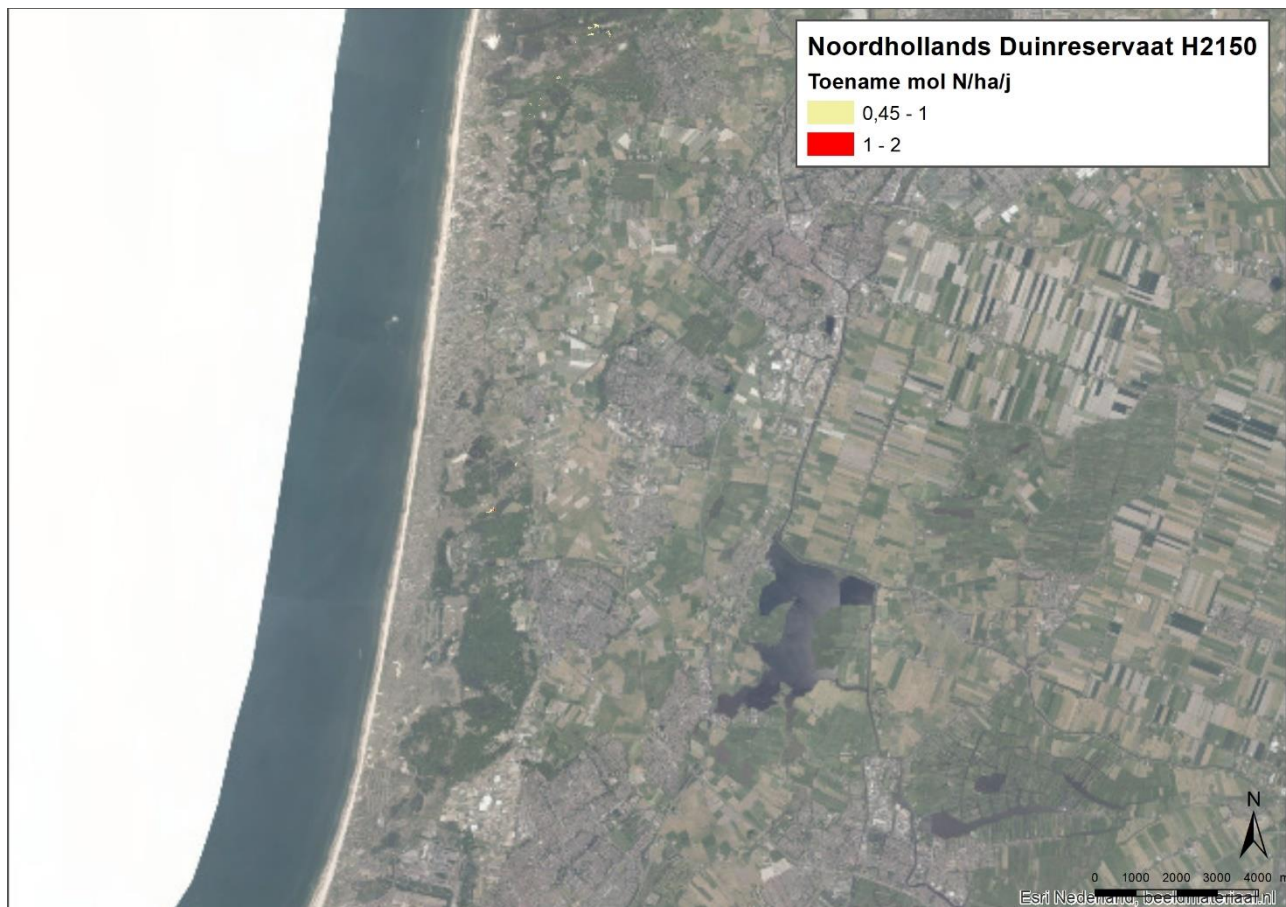 Noordhollands Duinreservaat H2150
Toename mol N/ha/j
0,45 - 1
1 - 2
N
0 1000 2000 3000 4000 m
Esri Nederland, beeldmateriaal.nl